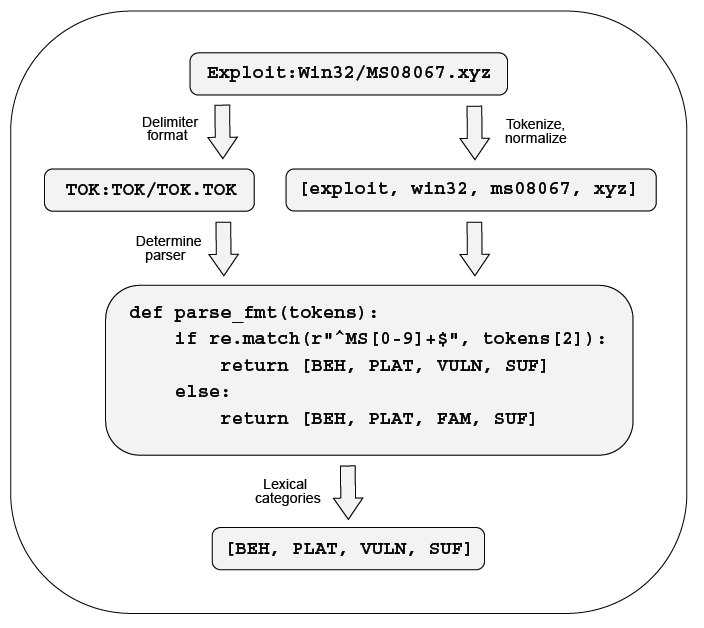 Exploit:Win32/MS08067.xyz
Delimiter
format
Tokenize,
normalize
TOK:TOK/TOK.TOK
[exploit, win32, ms08067, xyz]
Determine
parser
def parse_fmt(tokens):
    if re.match(r"^MS[0-9]+$", tokens[2]):
        return [BEH, PLAT, VULN, SUF]
    else:
        return [BEH, PLAT, FAM, SUF]
Lexical
categories
[BEH, PLAT, VULN, SUF]